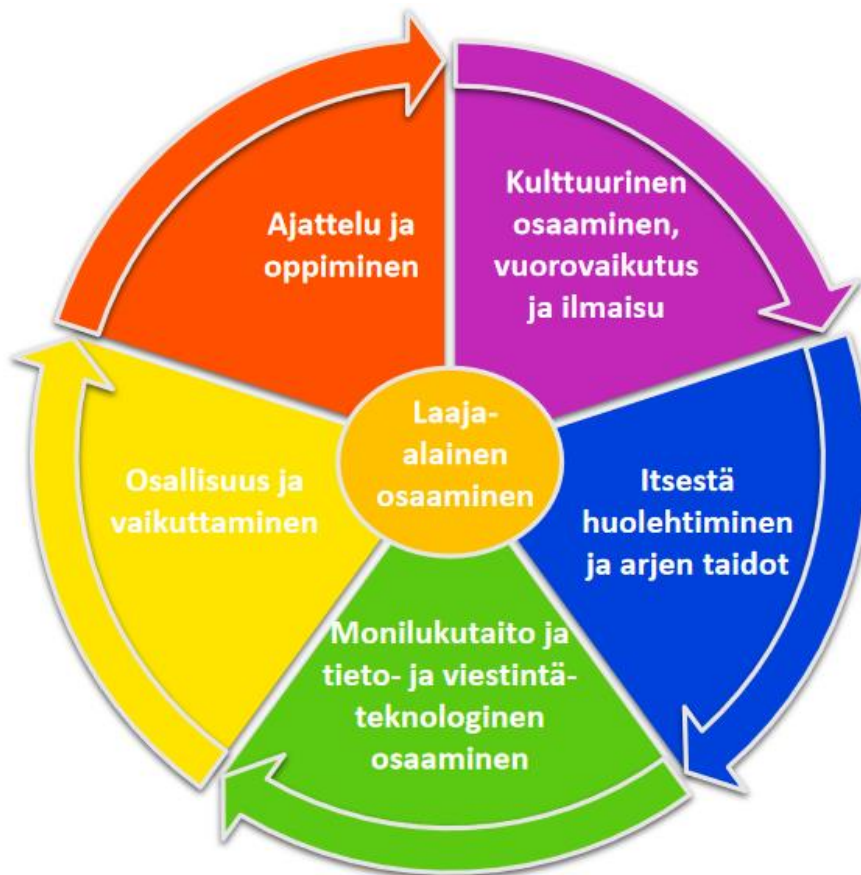 Ajattelu ja
oppiminen
Kulttuurinen
osaaminen,
vuorovaikutus
ja ilmaisu
Laaja-
alainen
osaaminen
Osallisuus ja
vaikuttaminen
Itsestä
huolehtiminen
ja arjen taidot
Monilukutaito ja
tieto- ja viestintä-
teknologinen
osaaminen